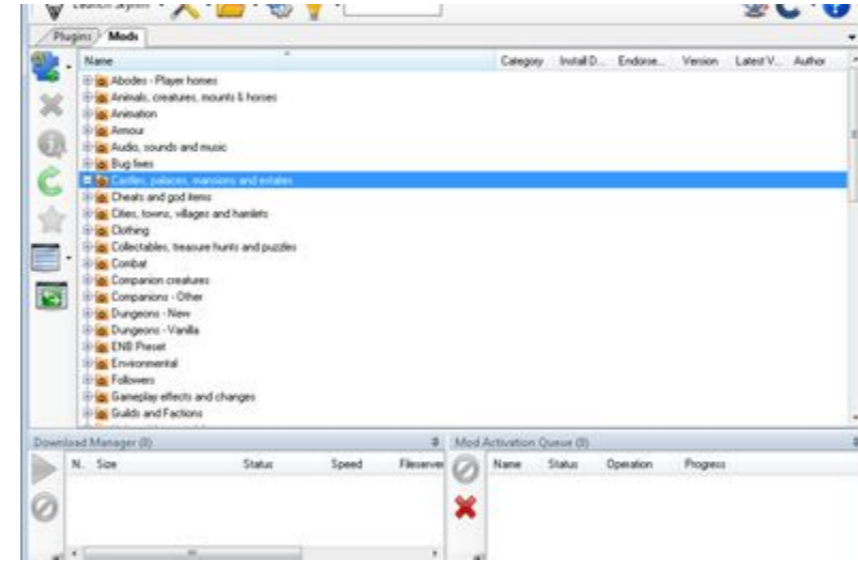 Launch Skyrim
Plugins Mods
Name Category Install D... Endorse... Version Latest V... Author
Abodes - Player homes
Animals, creatures, mounts & horses
Animation
Armour
Audio, sounds and music
Bug fixes
Castles, palaces, mansions and estates
Cheats and god items
Cities, towns, villages and hamlets
Clothing
Collectables, treasure hunts and puzzles
Combat
Companion creatures
Companions - Other
Dungeons - New
Dungeons - Vanilla
ENB Preset
Environmental
Followers
Gameplay effects and changes
Guilds and Factions
Download Manager (0) Mod Activation Queue (0)
N.. Size Status Speed Fileserver Name Status Operation Progress